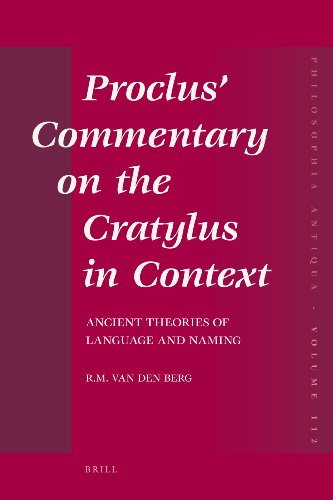 Proclus'
Commentary
on the
Cratylus
in Context
ANCIENT THEORIES OF
LANGUAGE AND NAMING
R.M. VAN DEN BERG
BRILL
PHILOSOPHIA ANTIQUA • VOLUME 112